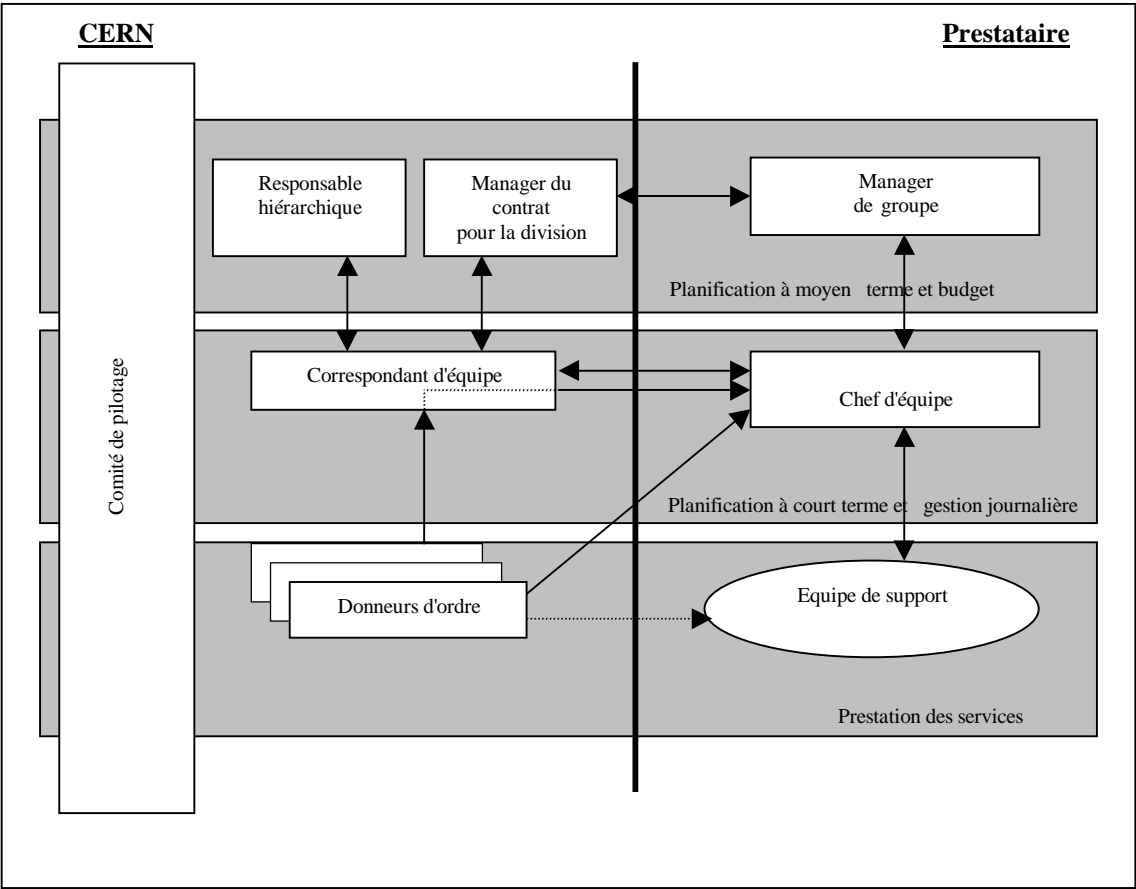 CERN
Prestataire
Responsable
hiérarchique
Manager du
contrat
pour la division
Manager
de groupe
Planification à moyen terme et budget
Comité de pilotage
Correspondant d'équipe
Chef d'équipe
Planification à court terme et gestion journalière
Donneurs d'ordre
Equipe de support
Prestation des services